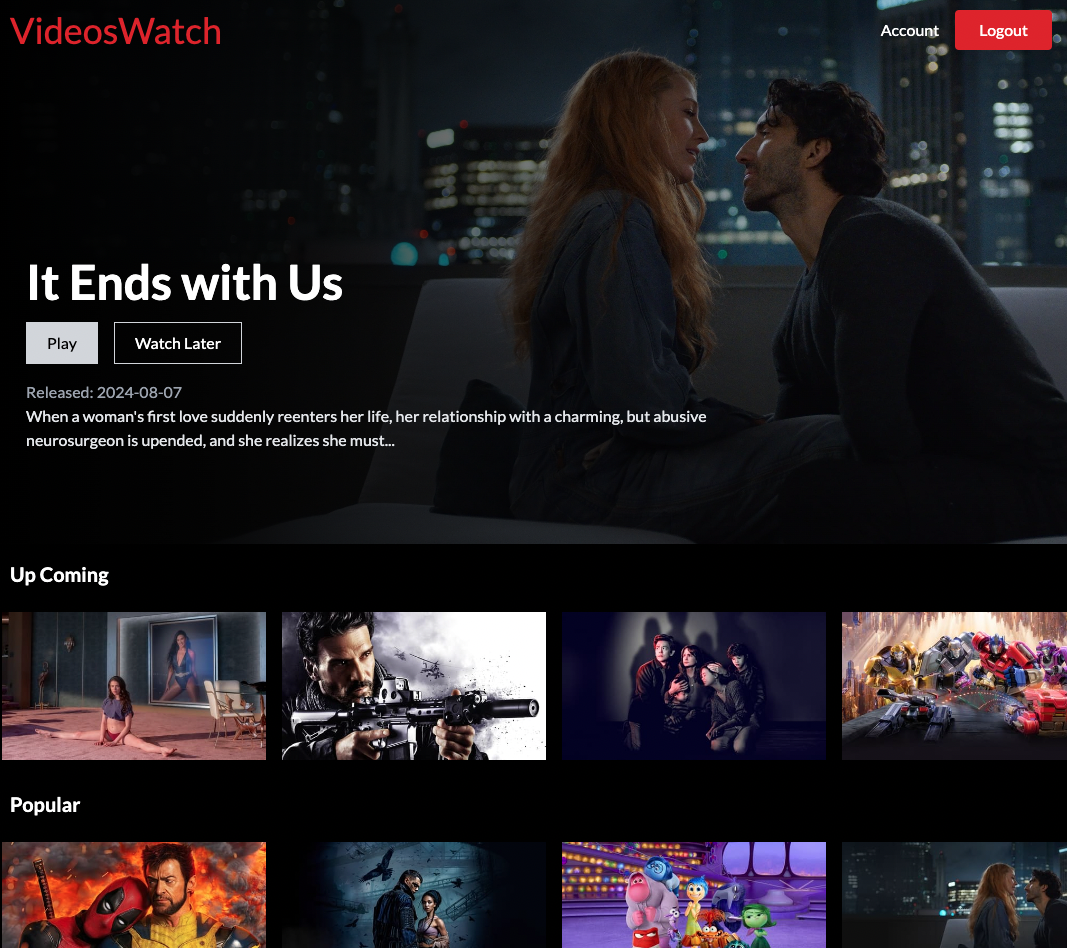 VideosWatch
Account
Logout
It Ends with Us
Play
Watch Later
Released: 2024-08-07
When a woman's first love suddenly reenters her life, her relationship with a charming, but abusive
neurosurgeon is upended, and she realizes she must...
Up Coming
Popular